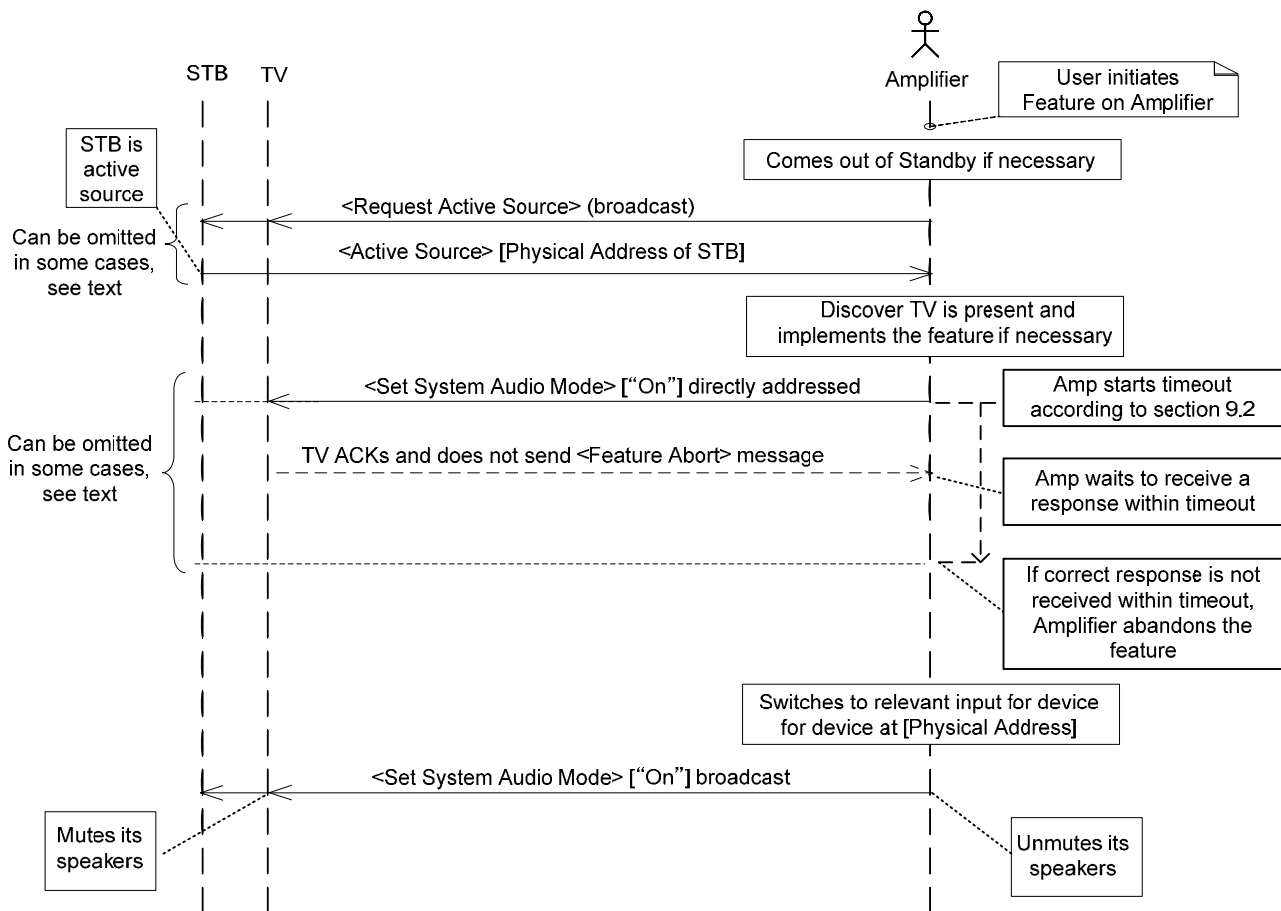 STB
TV
Amplifier
User initiates
Feature on Amplifier
STB is
active
source
Comes out of Standby if necessary
<Request Active Source> (broadcast)
Can be omitted
in some cases,
see text
<Active Source> [Physical Address of STB]
Discover TV is present and
implements the feature if necessary
<Set System Audio Mode> [“On”] directly addressed
Amp starts timeout
according to section 9.2
Can be omitted
in some cases,
see text
TV ACKs and does not send <Feature Abort> message
Amp waits to receive a
response within timeout
If correct response is not
received within timeout,
Amplifier abandons the
feature
Switches to relevant input for device
for device at [Physical Address]
<Set System Audio Mode> [“On”] broadcast
Mutes its
speakers
Unmutes its
speakers